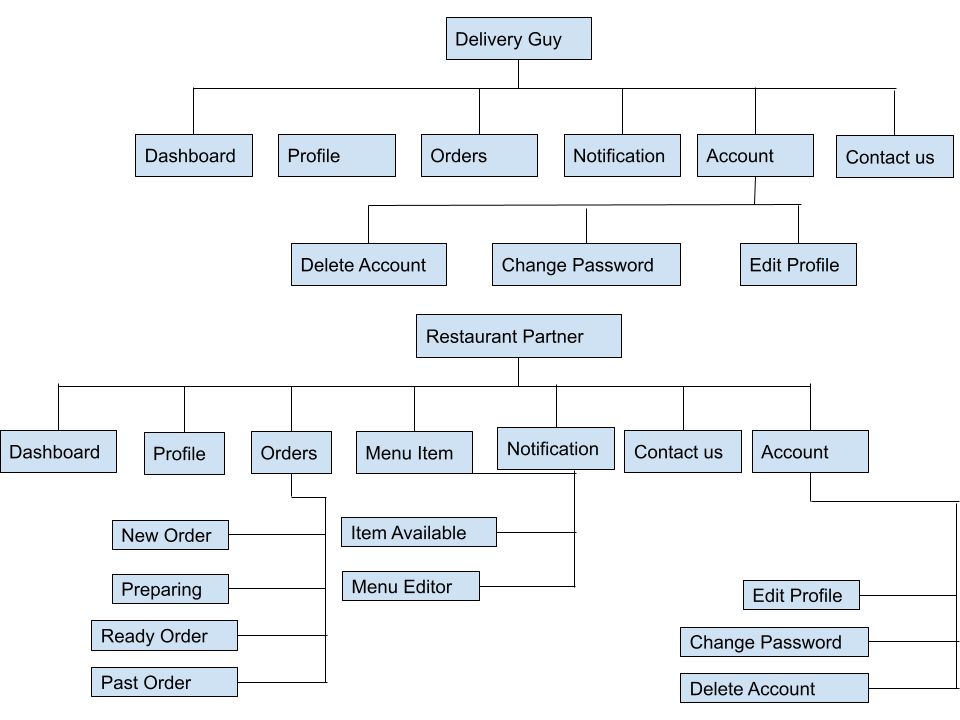 Delivery Guy
Dashboard
Profile
Orders
Notification
Account
Contact us
Delete Account
Change Password
Edit Profile
Restaurant Partner
Dashboard
Profile
Orders
Menu Item
Notification
Contact us
Account
New Order
Preparing
Ready Order
Past Order
Item Available
Menu Editor
Edit Profile
Change Password
Delete Account